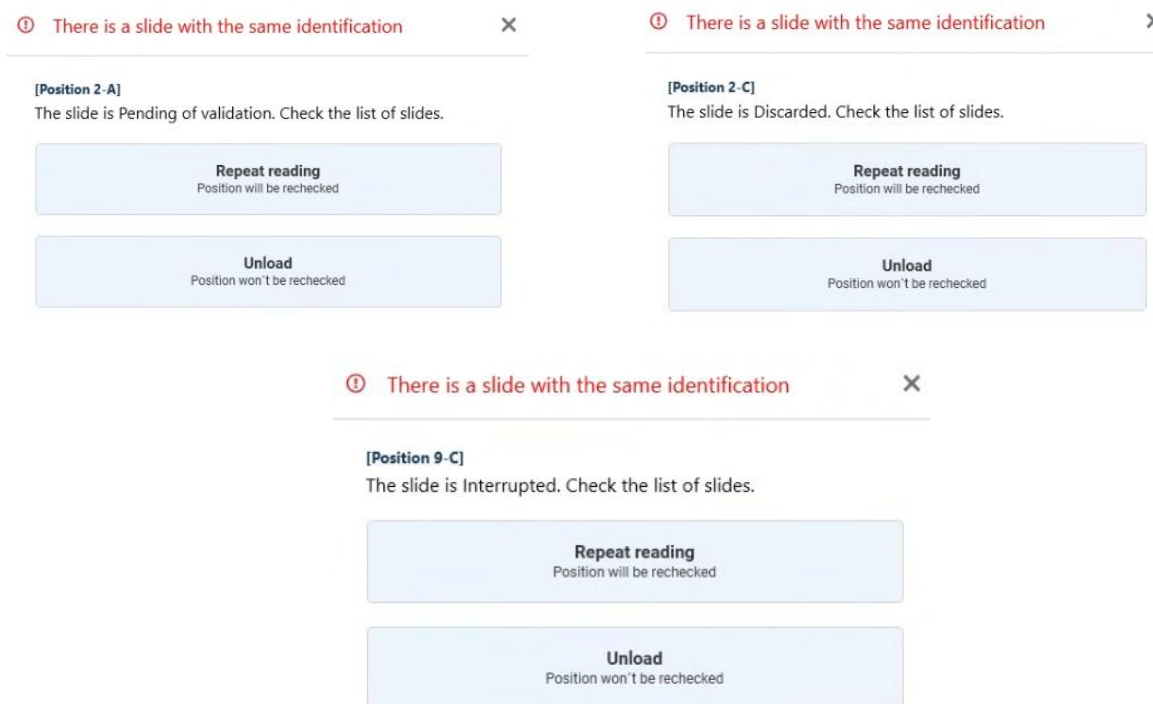 There is a slide with the same identification
[Position 2-A]
The slide is Pending of validation. Check the list of slides.
Repeat reading
Position will be rechecked
Unload
Position won´t be rechecked
There is a slide with the same identification
[Position 2-C]
The slide is Discarded. Check the list of slides.
Repeat reading
Position will be rechecked
Unload
Position won´t be rechecked
There is a slide with the same identification
[Position 9-C]
The slide is Interrupted. Check the list of slides.
Repeat reading
Position will be rechecked
Unload
Position won´t be rechecked